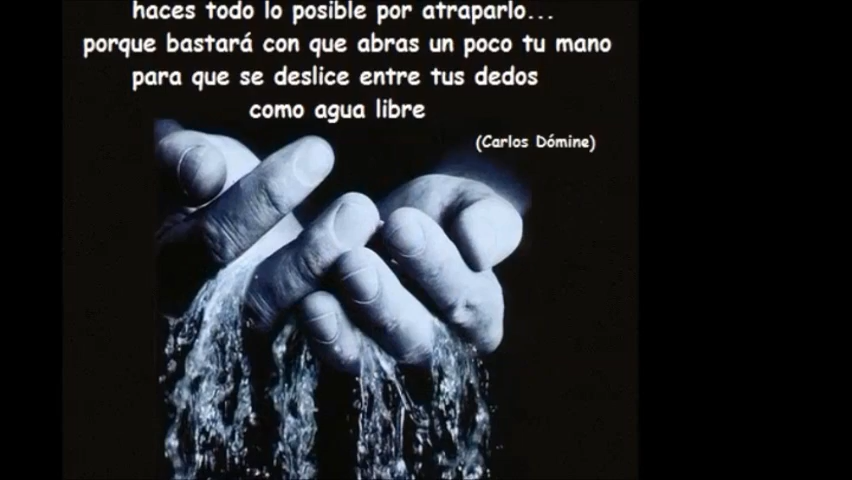 haces todo lo posible por atraparlo...
porque bastará con que abras un poco tu mano
para que se deslice entre tus dedos
como agua libre
(Carlos Dómine)